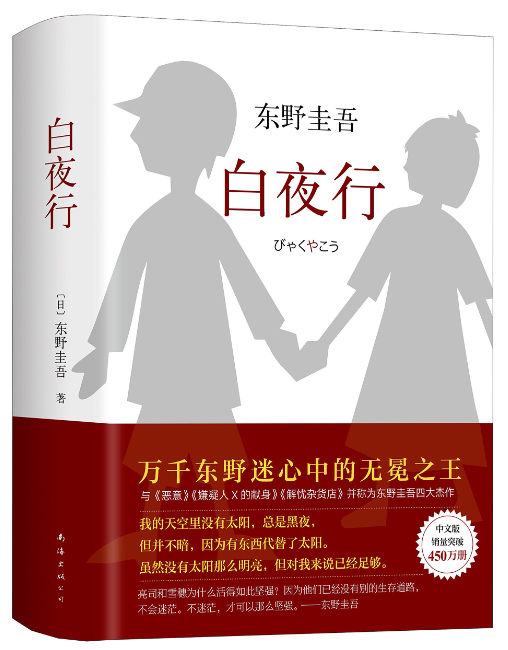 白夜行
〔日〕东野圭吾 著
南海出版公司
东野圭吾
白夜行
びゃくやこう
万千东野迷心中的无冕之王
与《恶意》《嫌疑人X的献身》《解忧杂货店》并称为东野圭吾四大杰作
我的天空里没有太阳，总是黑夜，
但并不暗，因为有东西代替了太阳。
虽然没有太阳那么明亮，但对我来说已经足够。
亮司和雪穗为什么活得如此坚强？因为他们已经没有别的生存道路，
不会迷茫。不迷茫，才可以那么坚强。——东野圭吾
中文版
销量突破
450万册